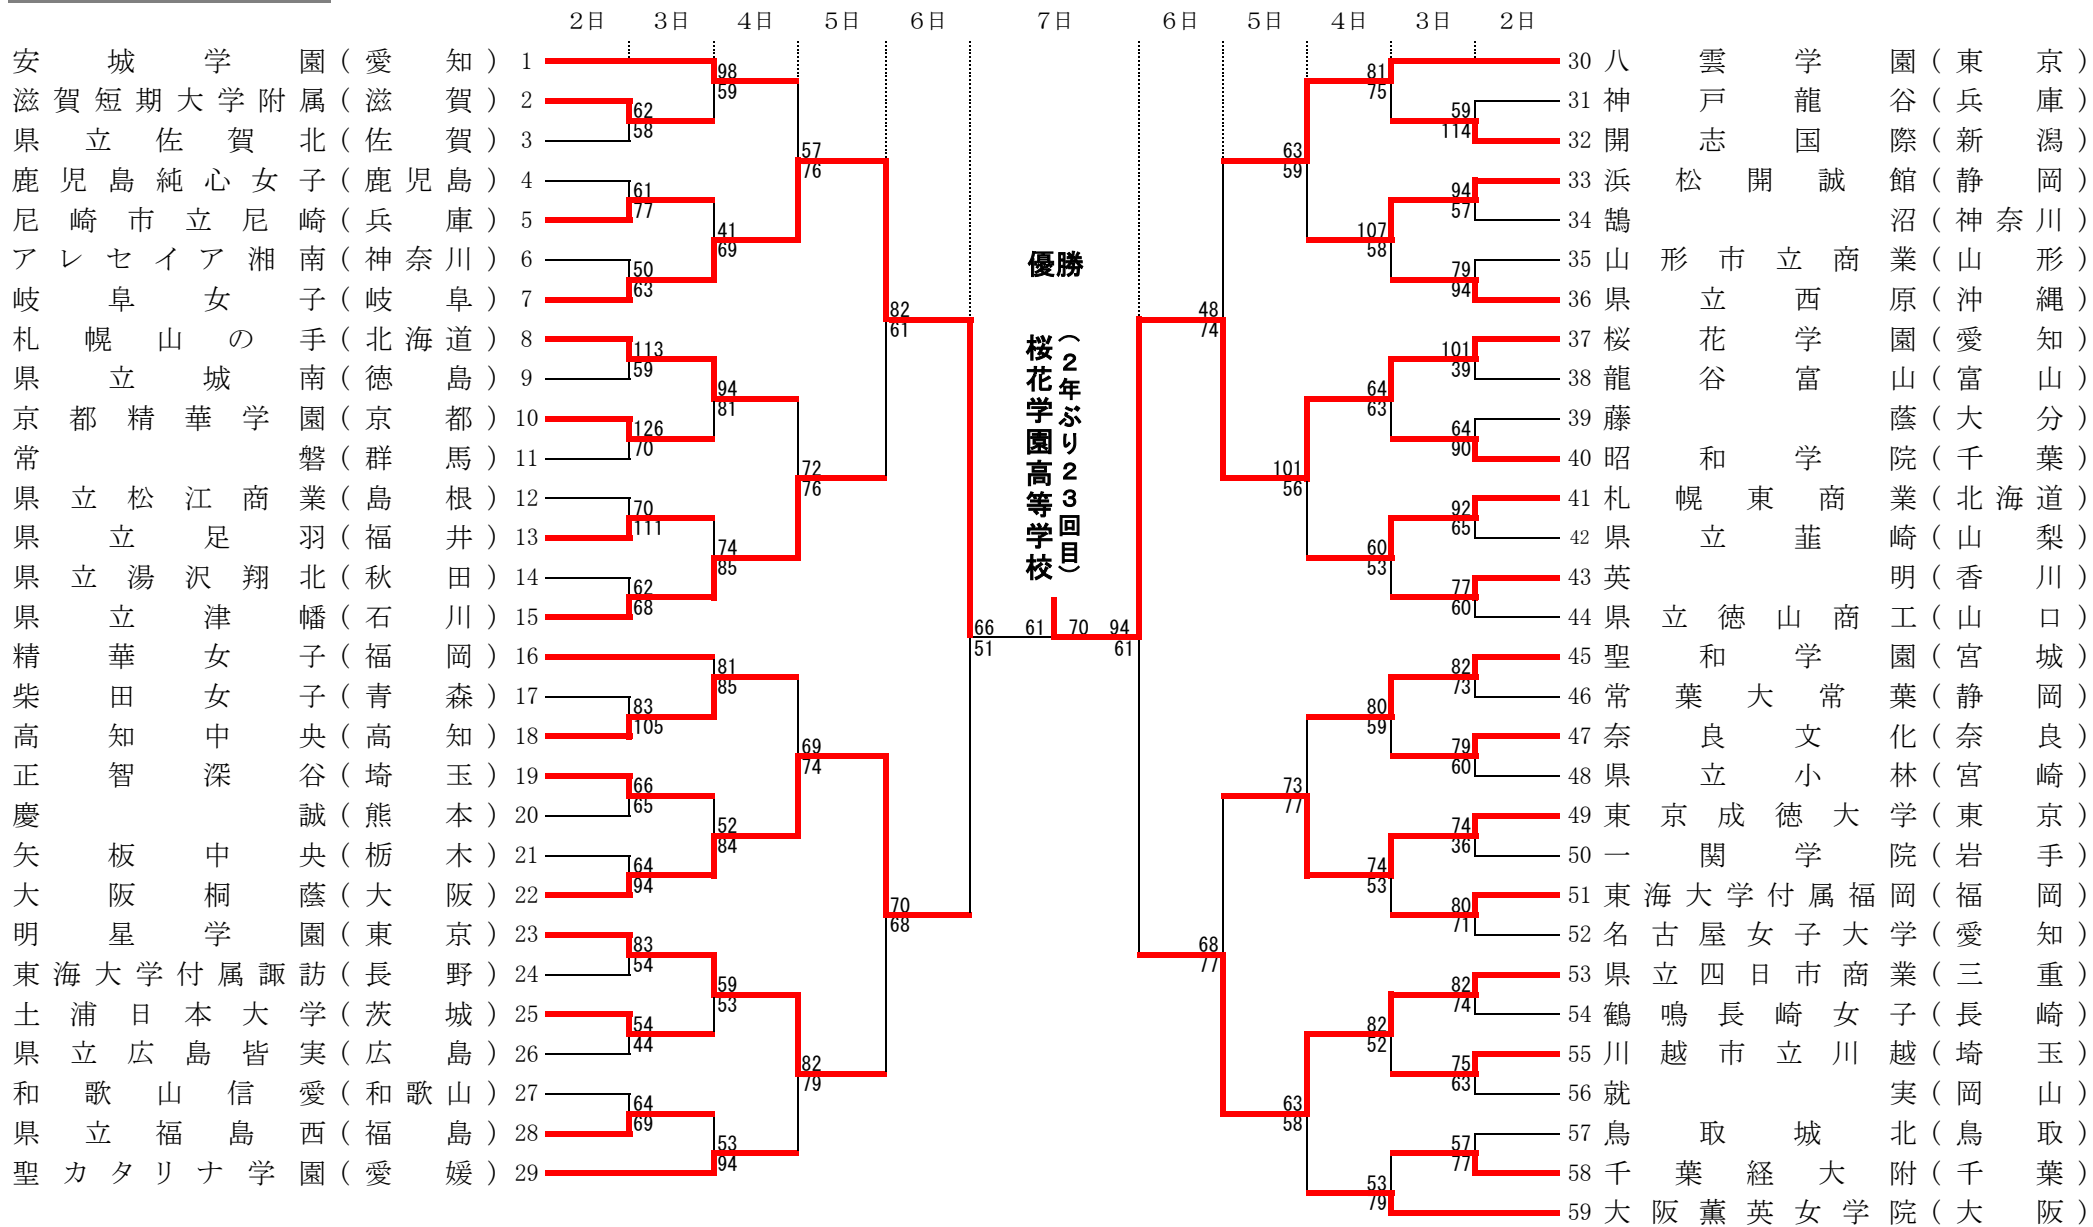 2日 3日 4日 5日 6日 7日 6日 5日 4日 3日 2日
安城学園(愛知) 1
滋賀短期大学附属(滋賀) 2
県立佐賀北(佐賀) 3
鹿児島純心女子(鹿児島) 4
尼崎市立尼崎(兵庫) 5
アレセイア湘南(神奈川) 6
岐阜女子(岐阜) 7
札幌山の手(北海道) 8
県立城南(徳島) 9
京都精華学園(京都) 10
常磐(群馬) 11
県立松江商業(島根) 12
県立足羽(福井) 13
県立湯沢翔北(秋田) 14
県立津幡(石川) 15
精華女子(福岡) 16
柴田女子(青森) 17
高知中央(高知) 18
正智深谷(埼玉) 19
慶誠(熊本) 20
矢板中央(栃木) 21
大阪桐蔭(大阪) 22
明星学園(東京) 23
東海大学付属諏訪(長野) 24
土浦日本大学(茨城) 25
県立広島皆実(広島) 26
和歌山信愛(和歌山) 27
県立福島西(福島) 28
聖カタリナ学園(愛媛) 29
62
58
61
77
50
63
113
59
126
70
70
111
62
68
83
105
66
65
64
94
83
54
54
44
64
69
98
59
41
69
94
81
74
85
81
85
52
84
59
53
53
94
57
76
72
76
69
74
82
79
82
61
70
68
66
51
優勝
桜花学園高等学校
(2年ぶり23回目)
61 70
94
61
48
74
68
77
63
59
101
56
73
77
63
58
81
75
107
58
64
63
60
53
80
59
74
53
82
52
53
79
59
114
94
57
79
94
101
39
64
90
92
65
77
60
82
73
79
60
74
36
80
71
82
74
75
63
57
77
30 八雲学園(東京)
31 神戸龍谷(兵庫)
32 開志国際(新潟)
33 浜松開誠館(静岡)
34 鵠沼(神奈川)
35 山形市立商業(山形)
36 県立西原(沖縄)
37 桜花学園(愛知)
38 龍谷富山(富山)
39 藤蔭(大分)
40 昭和学院(千葉)
41 札幌東商業(北海道)
42 県立韮崎(山梨)
43 英明(香川)
44 県立徳山商工(山口)
45 聖和学園(宮城)
46 常葉大常葉(静岡)
47 奈良文化(奈良)
48 県立小林(宮崎)
49 東京成徳大学(東京)
50 一関学院(岩手)
51 東海大学付属福岡(福岡)
52 名古屋女子大学(愛知)
53 県立四日市商業(三重)
54 鶴鳴長崎女子(長崎)
55 川越市立川越(埼玉)
56 就実(岡山)
57 鳥取城北(鳥取)
58 千葉経大附(千葉)
59 大阪薫英女学院(大阪)